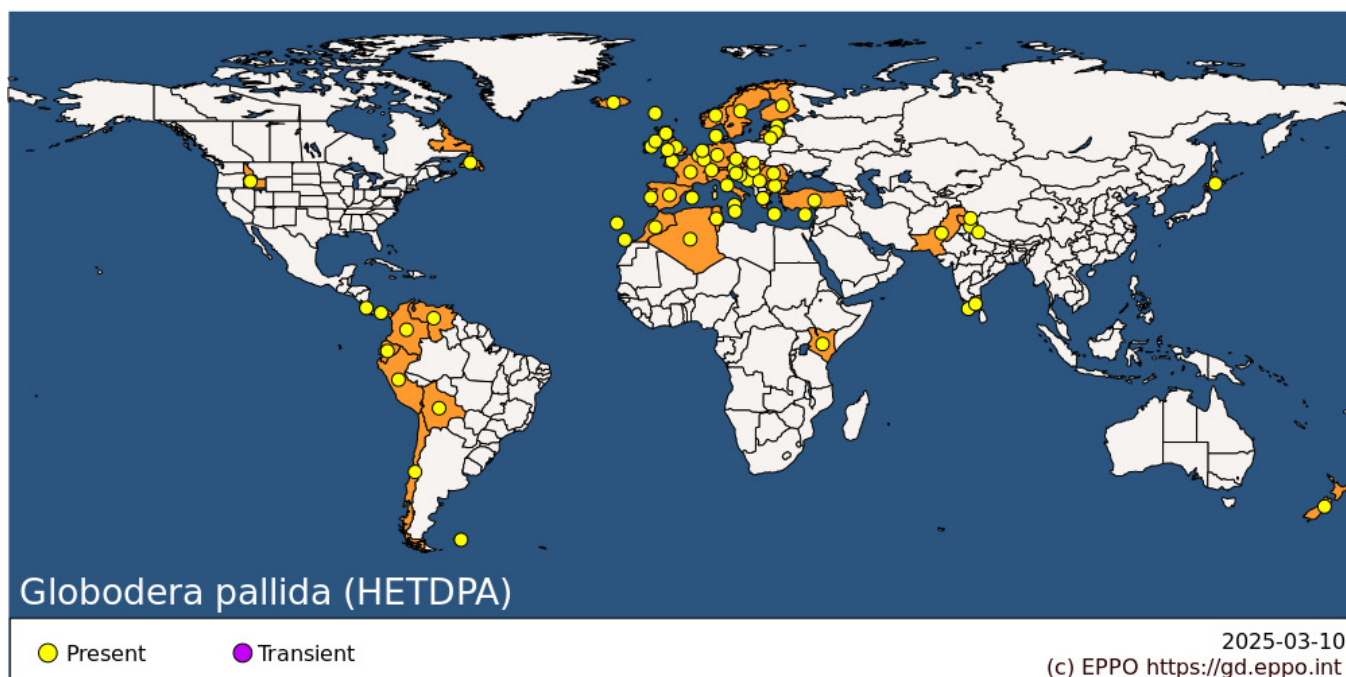 Globodera pallida (HETDPA)
Present
Transient
2025-03-10
(c) EPPO https://gd.eppo.int